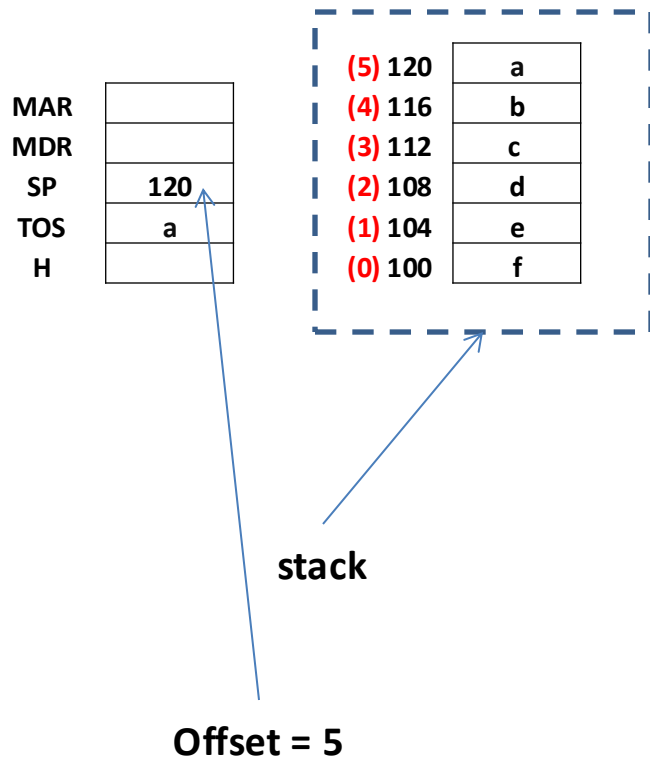 MAR
MDR
SP 120
TOS a
H
(5) 120 a
(4) 116 b
(3) 112 c
(2) 108 d
(1) 104 e
(0) 100 f
stack
Offset = 5